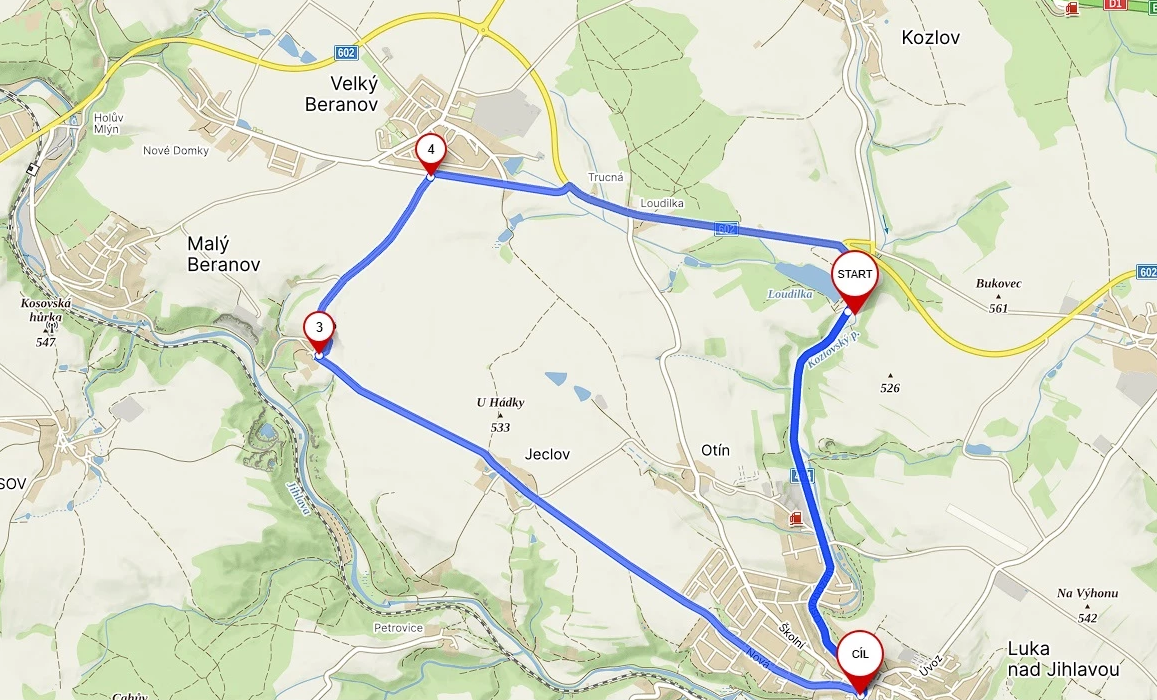 D1
Kozlov
602
Velký
Beranov
Holův
Mlýn
Nové Domky
4
Trucná
Loudilka
602
Malý
Beranov
START
602
Bukovec
561
Loudilka
Kosovská
hůrka
547
3
Kozlovský p.
526
U Hádky
533
Jeclov
Otín
SOV
Jihlava
Na Výhonu
542
Petrovice
Školní
CÍL
Luka
nad Jihlavou
Nová
Úvoz
Cahův